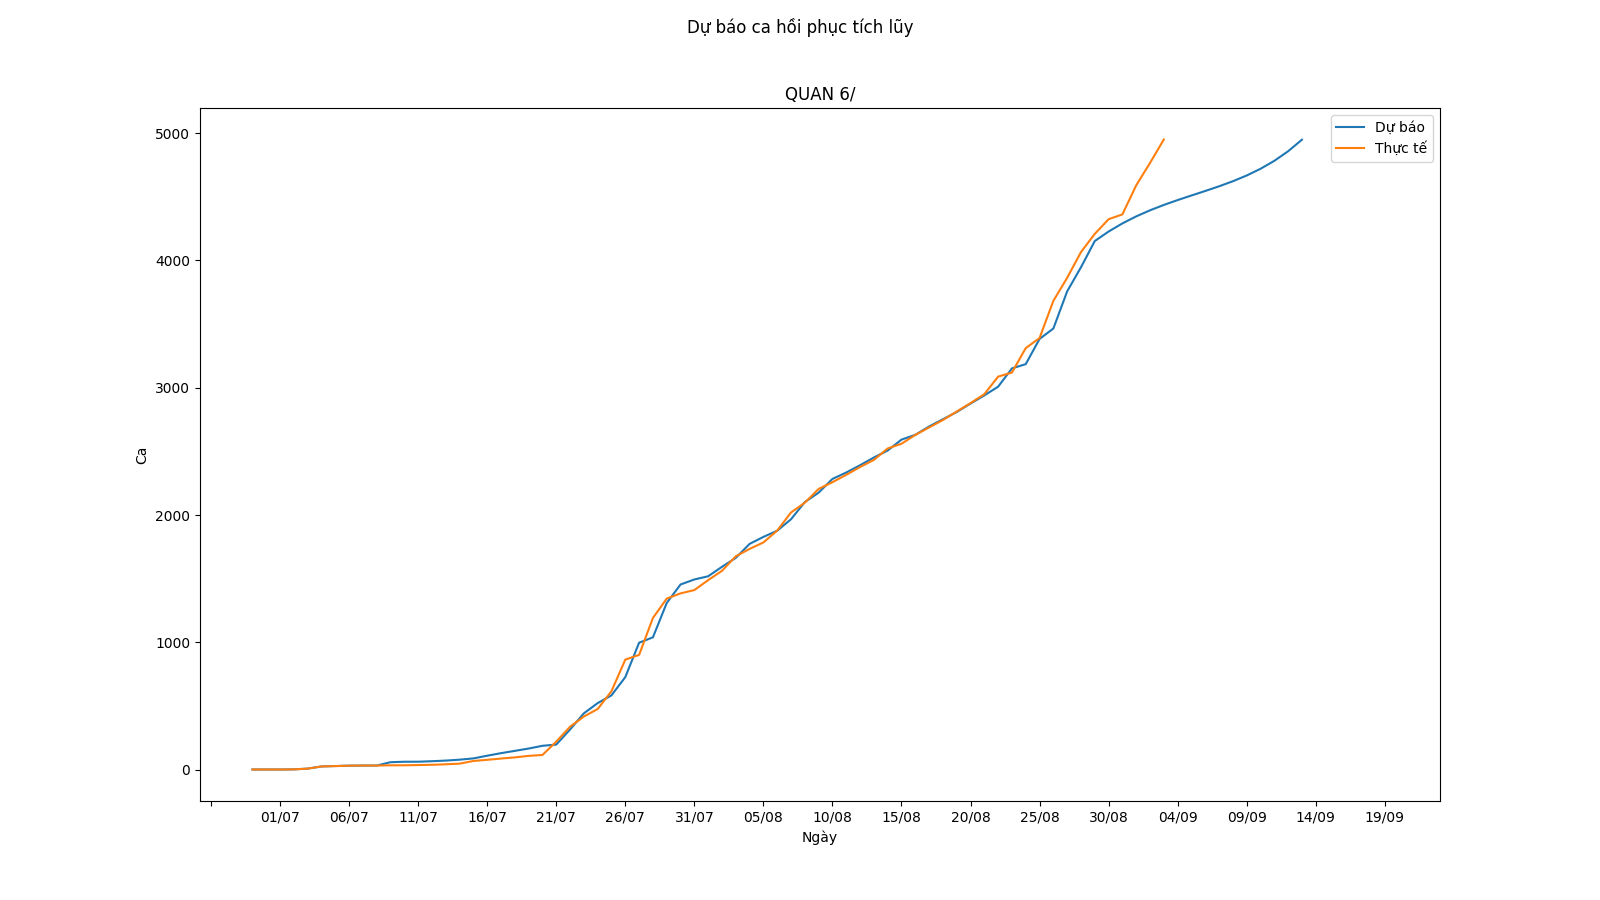 Dự báo ca hồi phục tích lũy
QUAN 6/
Dự báo
Thực tế
5000
4000
3000
2000
1000
0
Ca
01/07 06/07 11/07 16/07 21/07 26/07 31/07 05/08 10/08 15/08 20/08 25/08 30/08 04/09 09/09 14/09 19/09
Ngày